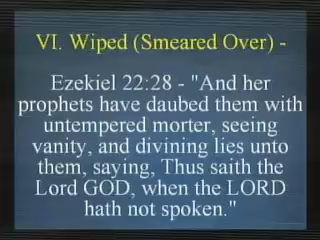 VI. Wiped (Smeared Over) -
Ezekiel 22:28 - "And her
prophets have daubed them with
untempered morter, seeing
vanity, and divining lies unto
them, saying, Thus saith the
Lord GOD, when the LORD
hath not spoken."